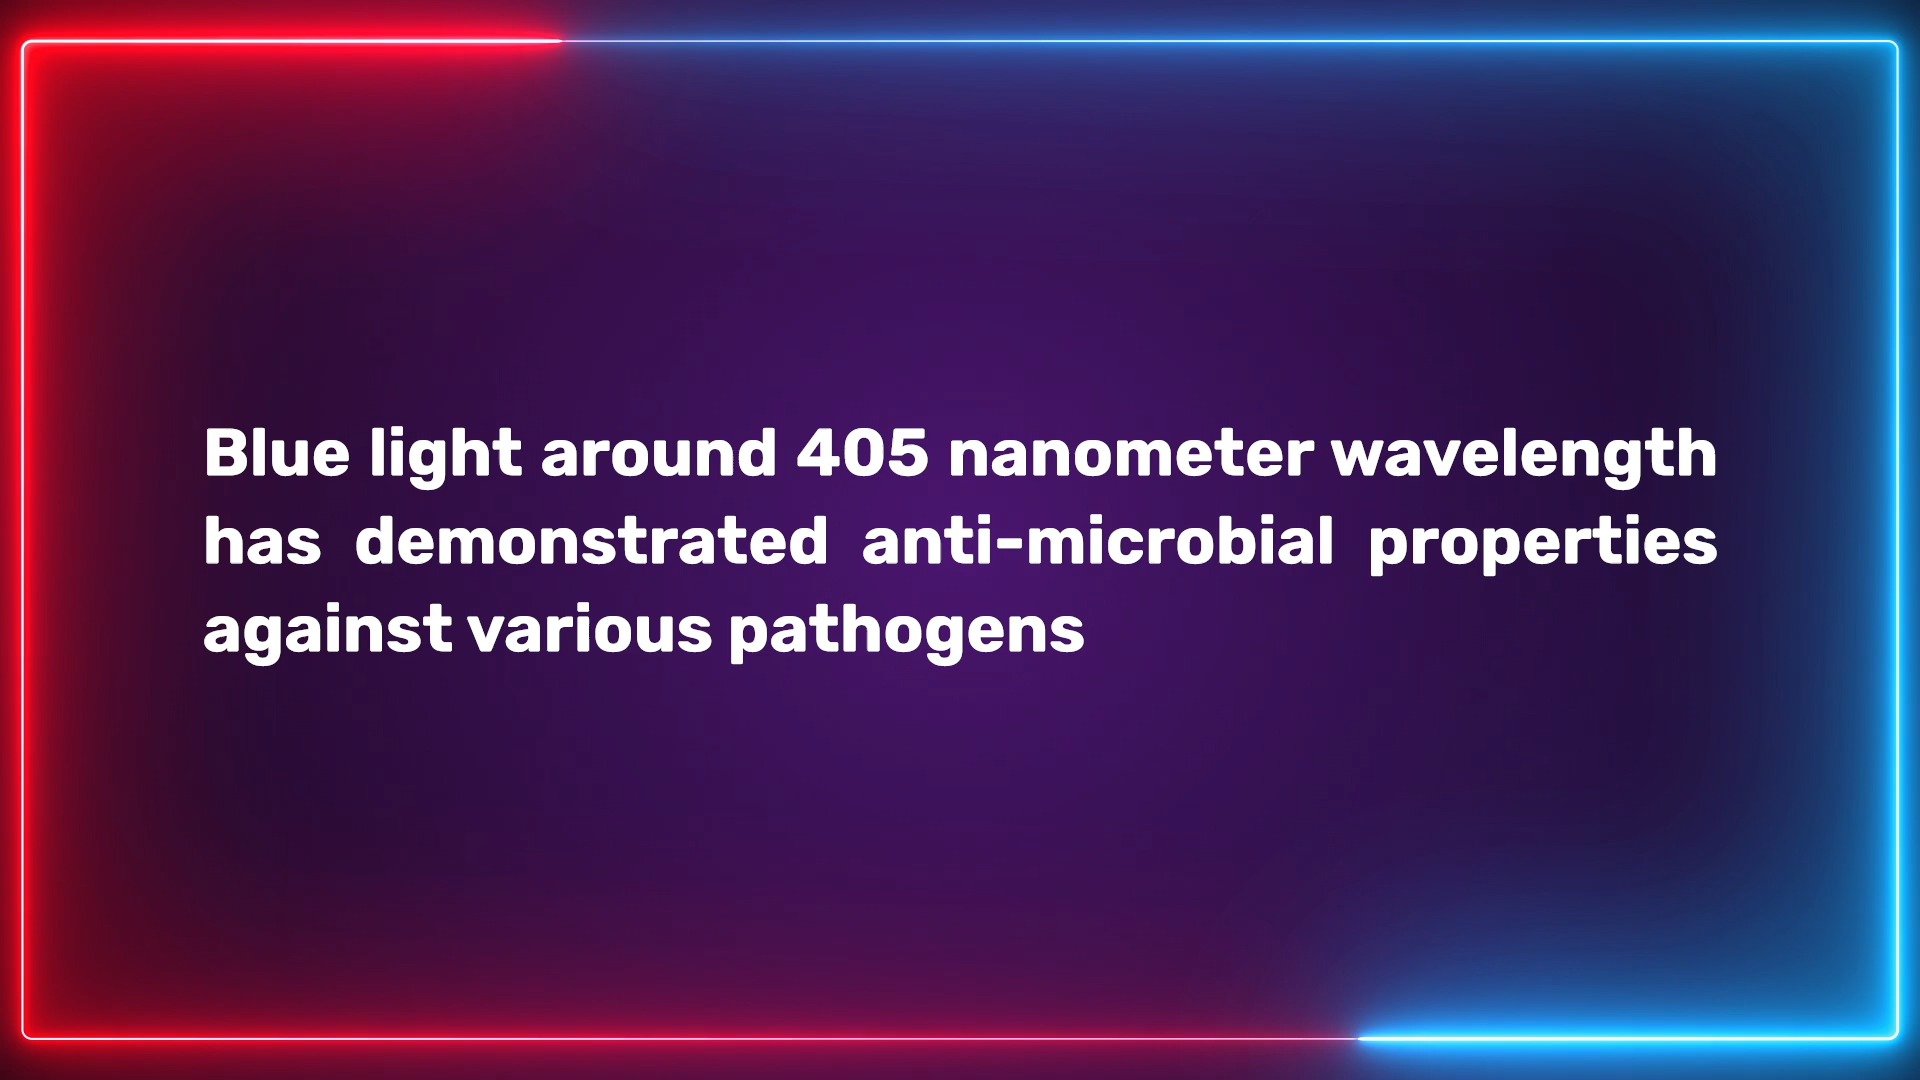 Blue light around 405 nanometer wavelength
has demonstrated anti-microbial properties
against various pathogens